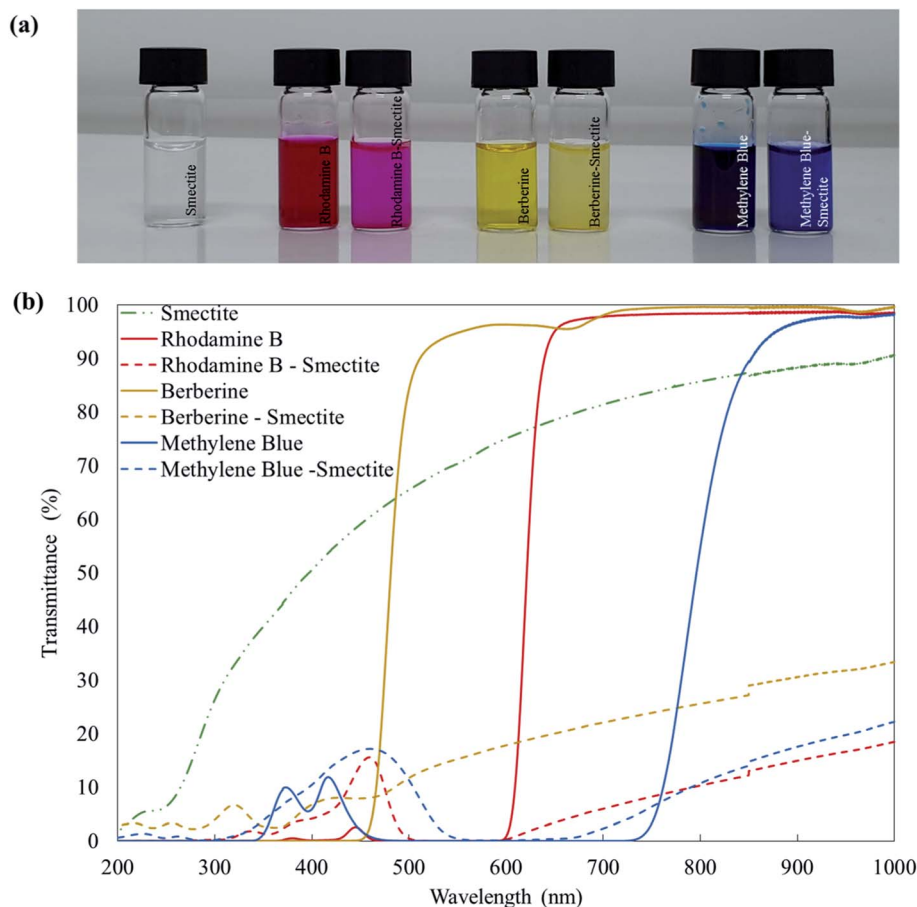 (a)
Smectite
Rhodamine B
Rhodamine B-Smectite
Berberine
Berberine-Smectite
Methylene Blue
Methylene Blue-
Smectite
(b)
Smectite
Rhodamine B
Rhodamine B - Smectite
Berberine
Berberine - Smectite
Methylene Blue
Methylene Blue -Smectite
Transmittance (%)
100
90
80
70
60
50
40
30
20
10
0
200 300 400 500 600 700 800 900 1000
Wavelength (nm)